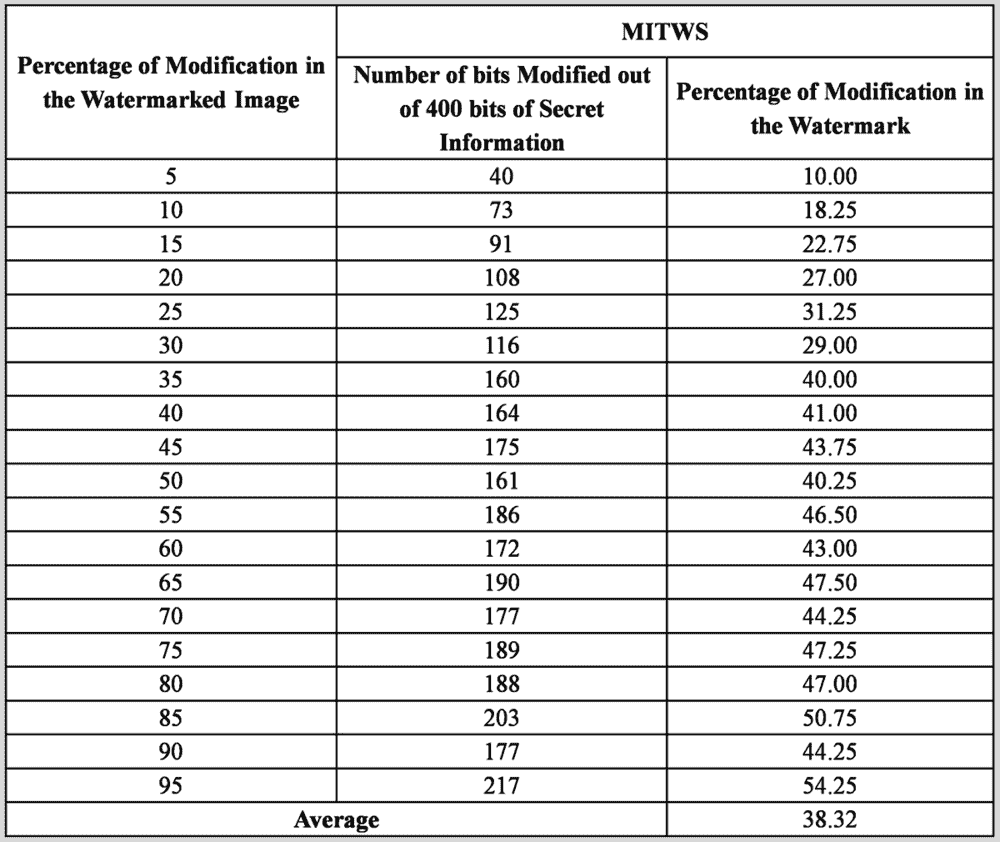 MITWS
Percentage of Modification in
the Watermarked Image
Number of bits Modified out
of 400 bits of Secret
Information
Percentage of Modification in
the Watermark
5 40 10.00
10 73 18.25
15 91 22.75
20 108 27.00
25 125 31.25
30 116 29.00
35 160 40.00
40 164 41.00
45 175 43.75
50 161 40.25
55 186 46.50
60 172 43.00
65 190 47.50
70 177 44.25
75 189 47.25
80 188 47.00
85 203 50.75
90 177 44.25
95 217 54.25
Average 38.32